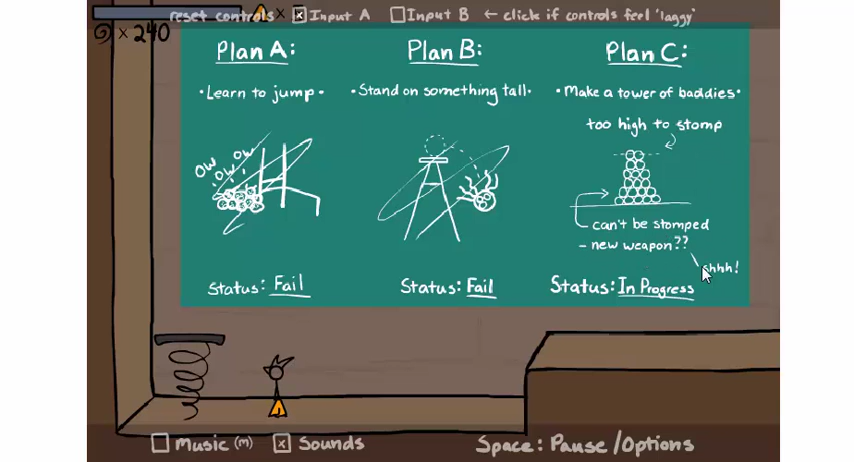 reset controls x Input A Input B ← click if controls feel 'laggy'
x 240
Plan A:
• Learn to jump •
ow
ow
ow
Status: Fail
Plan B:
• Stand on something tall •
Status: Fail
Plan C:
• Make a tower of baddies •
too high to stomp
can't be stomped
- new weapon??
shhh!
Status: In Progress
Music (m) Sounds Space: Pause/Options